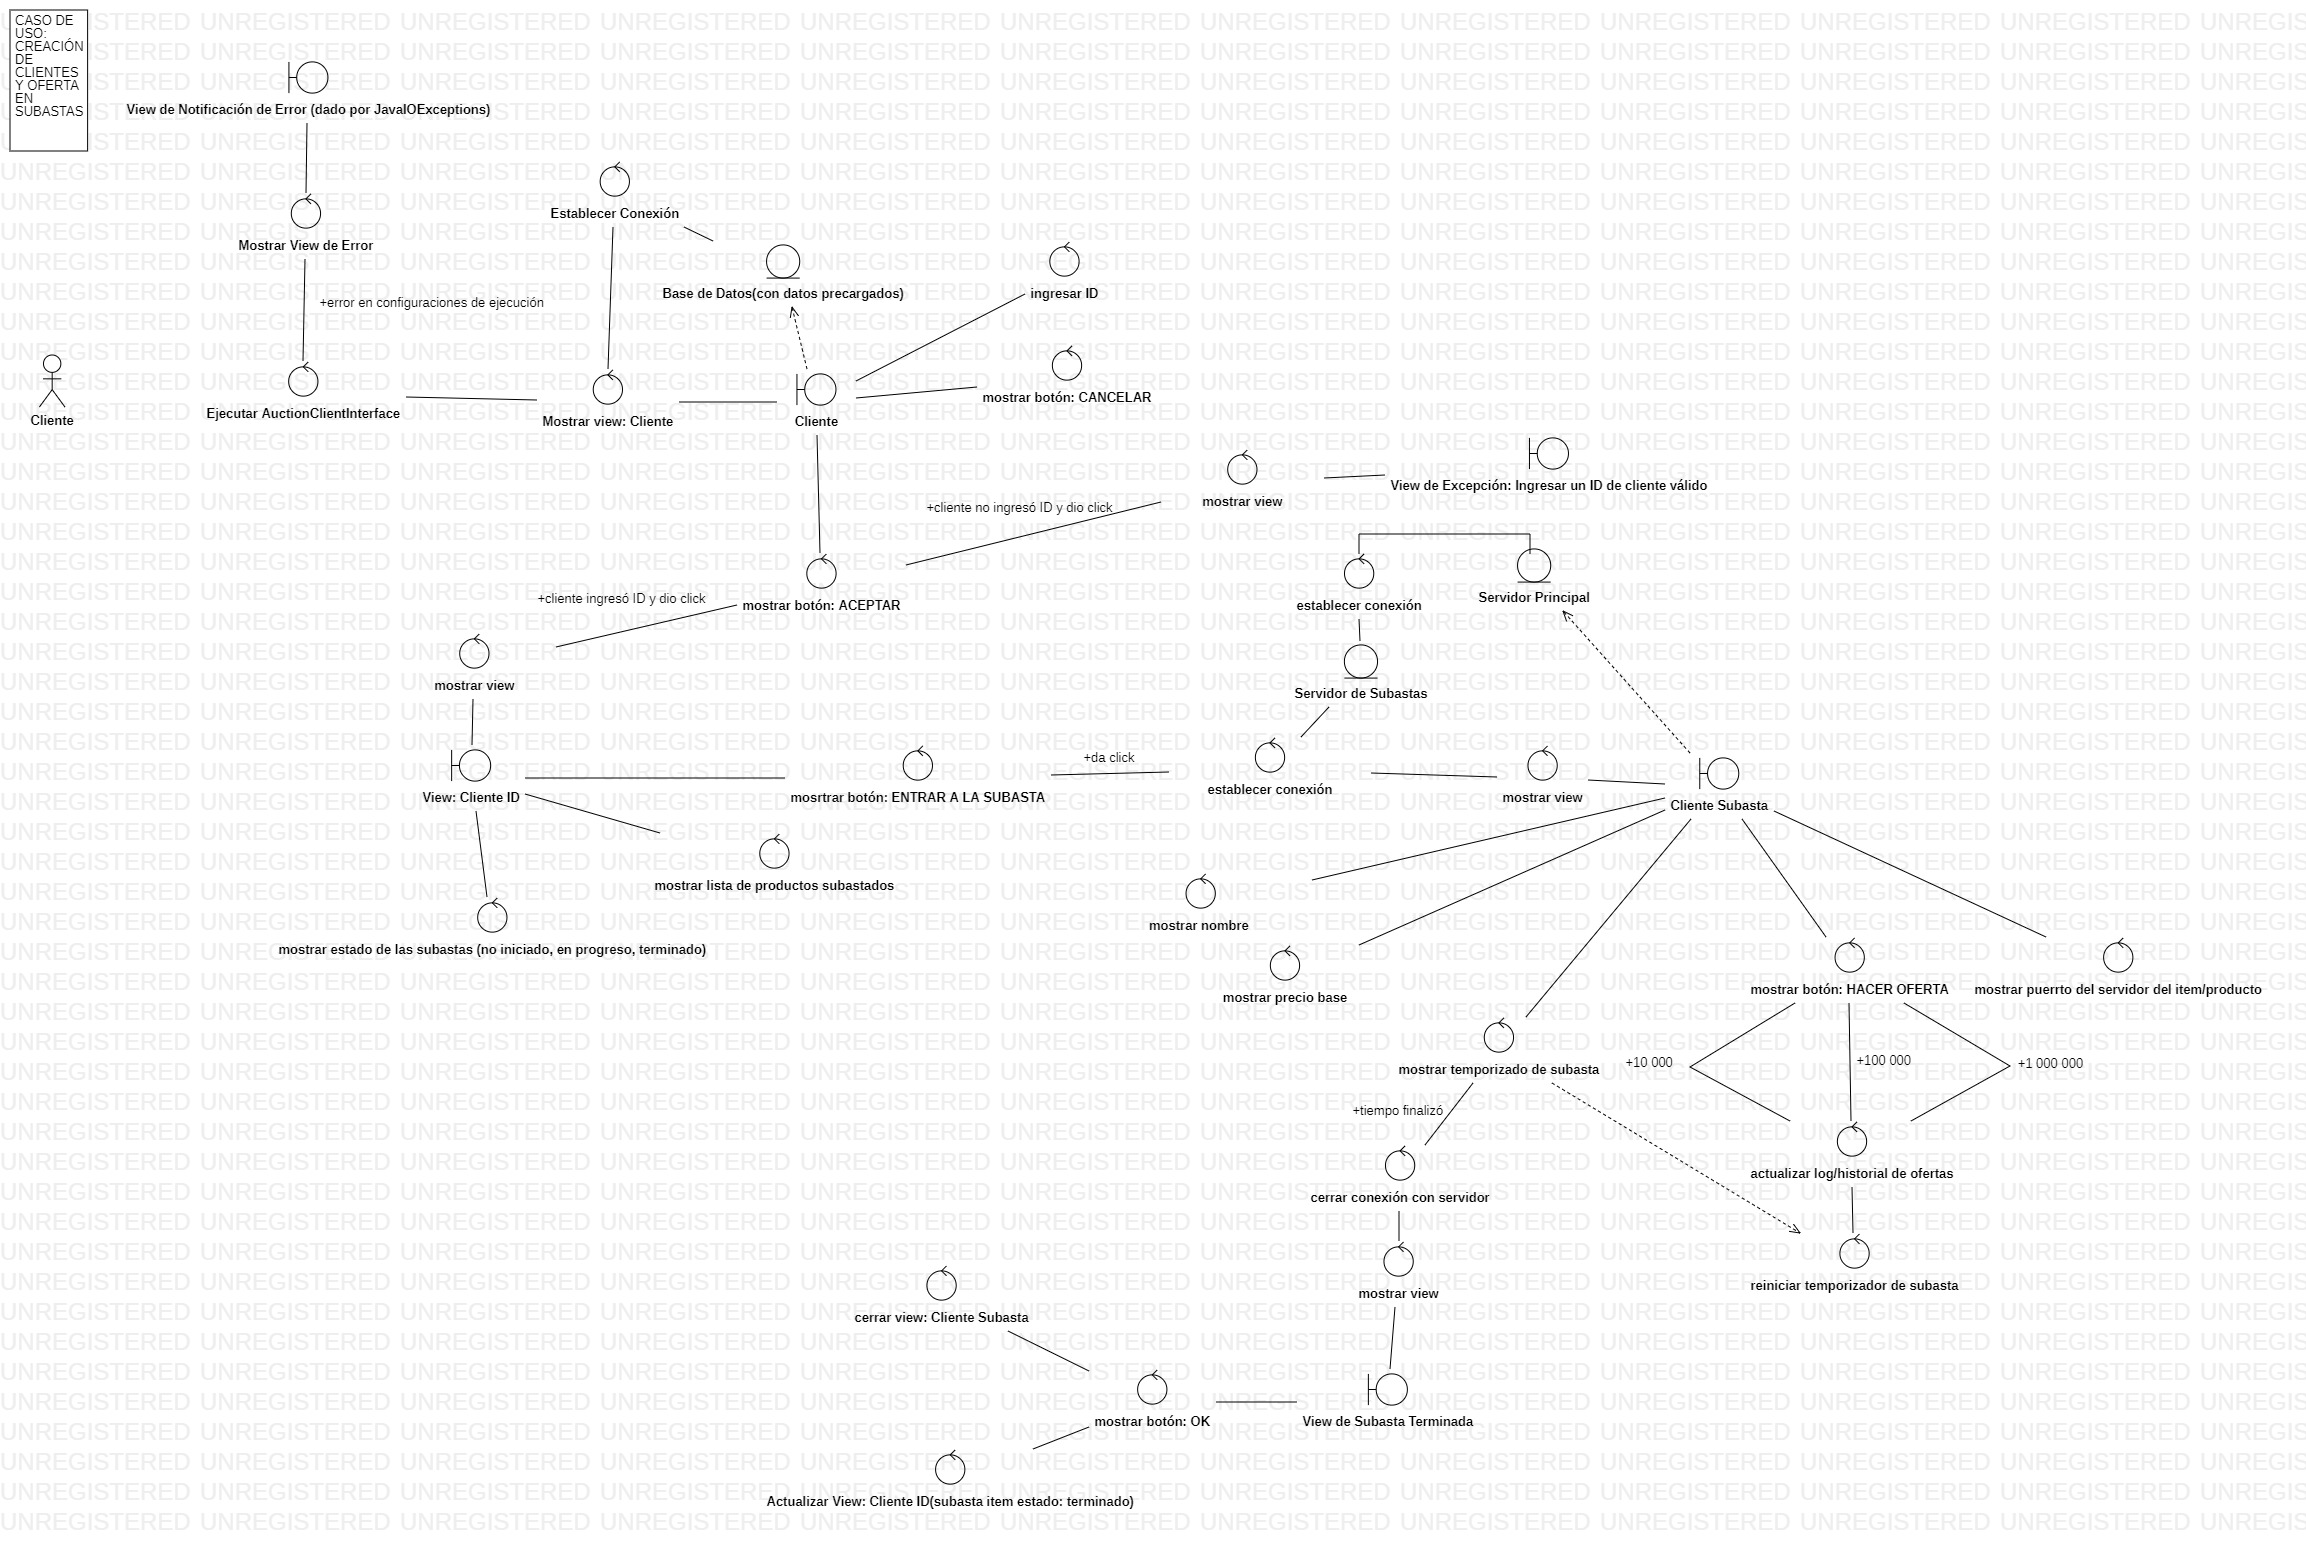 CASO DE
USO:
CREACIÓN
DE
CLIENTES
Y OFERTA
EN
SUBASTAS
View de Notificación de Error (dado por JavaIOExceptions)
Establecer Conexión
Mostrar View de Error
Base de Datos(con datos precargados)
ingresar ID
+error en configuraciones de ejecución
mostrar botón: CANCELAR
Cliente
Ejecutar AuctionClientInterface
Mostrar view: Cliente
Cliente
View de Excepción: Ingresar un ID de cliente válido
mostrar view
+cliente no ingresó ID y dio click
+cliente ingresó ID y dio click
mostrar botón: ACEPTAR
establecer conexión
Servidor Principal
mostrar view
Servidor de Subastas
+da click
View: Cliente ID
mosrtrar botón: ENTRAR A LA SUBASTA
establecer conexión
mostrar view
Cliente Subasta
mostrar lista de productos subastados
mostrar nombre
mostrar estado de las subastas (no iniciado, en progreso, terminado)
mostrar precio base
mostrar botón: HACER OFERTA
mostrar puerrto del servidor del item/producto
mostrar temporizado de subasta
+10 000
+100 000
+1 000 000
+tiempo finalizó
cerrar conexión con servidor
actualizar log/historial de ofertas
mostrar view
reiniciar temporizador de subasta
cerrar view: Cliente Subasta
mostrar botón: OK
View de Subasta Terminada
Actualizar View: Cliente ID(subasta item estado: terminado)
UNREGISTERED